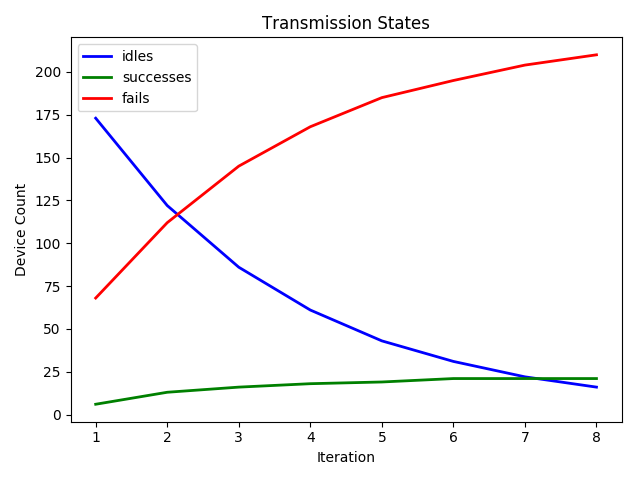 Transmission States
idles
successes
fails
Device Count
200
175
150
125
100
75
50
25
0
1 2 3 4 5 6 7 8
Iteration